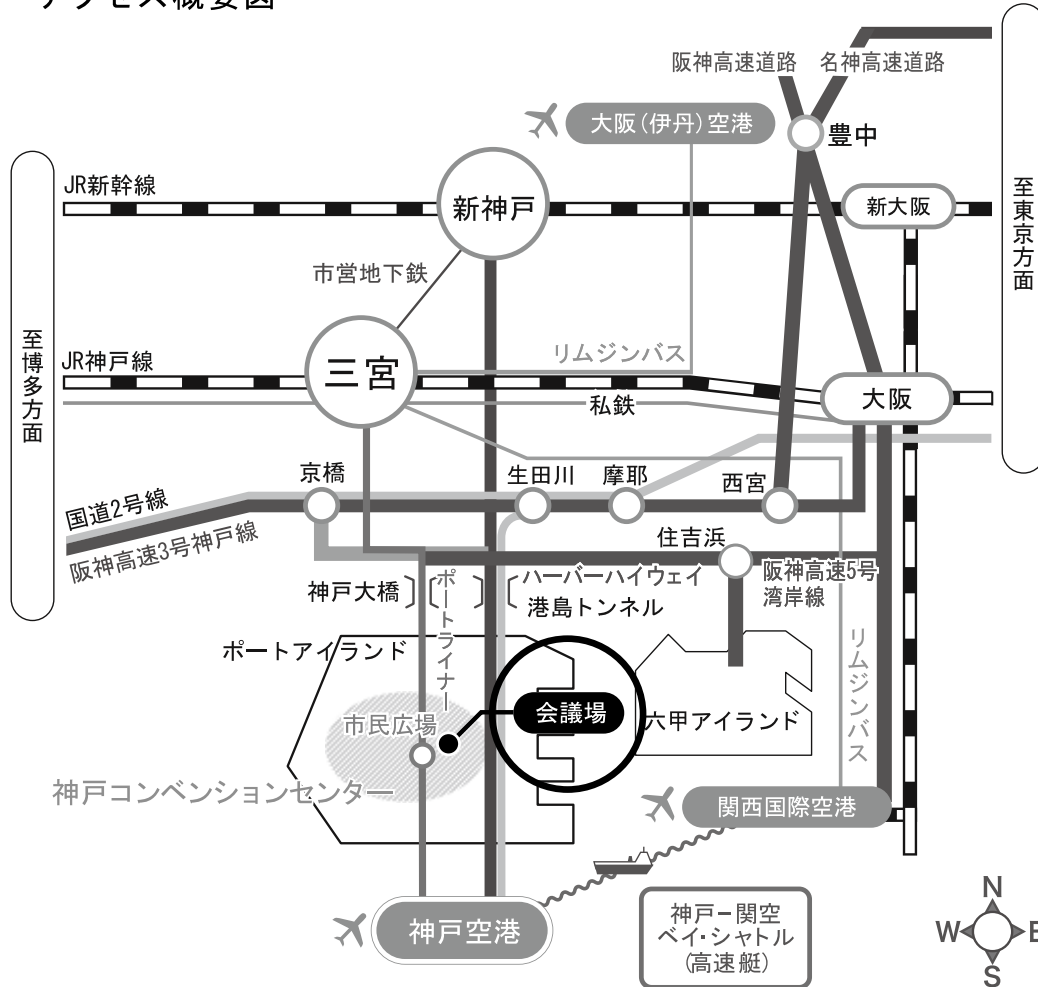 アクセス概要図
阪神高速道路
名神高速道路
大阪(伊丹)空港
豊中
JR新幹線
新神戸
新大阪
至東京方面
市営地下鉄
至博多方面
JR神戸線
三宮
リムジンバス
私鉄
大阪
京橋
生田川
摩耶
西宮
国道2号線
阪神高速3号神戸線
住吉浜
神戸大橋
ポートライナー
ハーバーハイウェイ
港島トンネル
阪神高速5号
湾岸線
ポートアイランド
リムジンバス
会議場
六甲アイランド
市民広場
神戸コンベンションセンター
関西国際空港
神戸空港
神戸-関空
ベイ・シャトル
(高速艇)
N
W
E
S